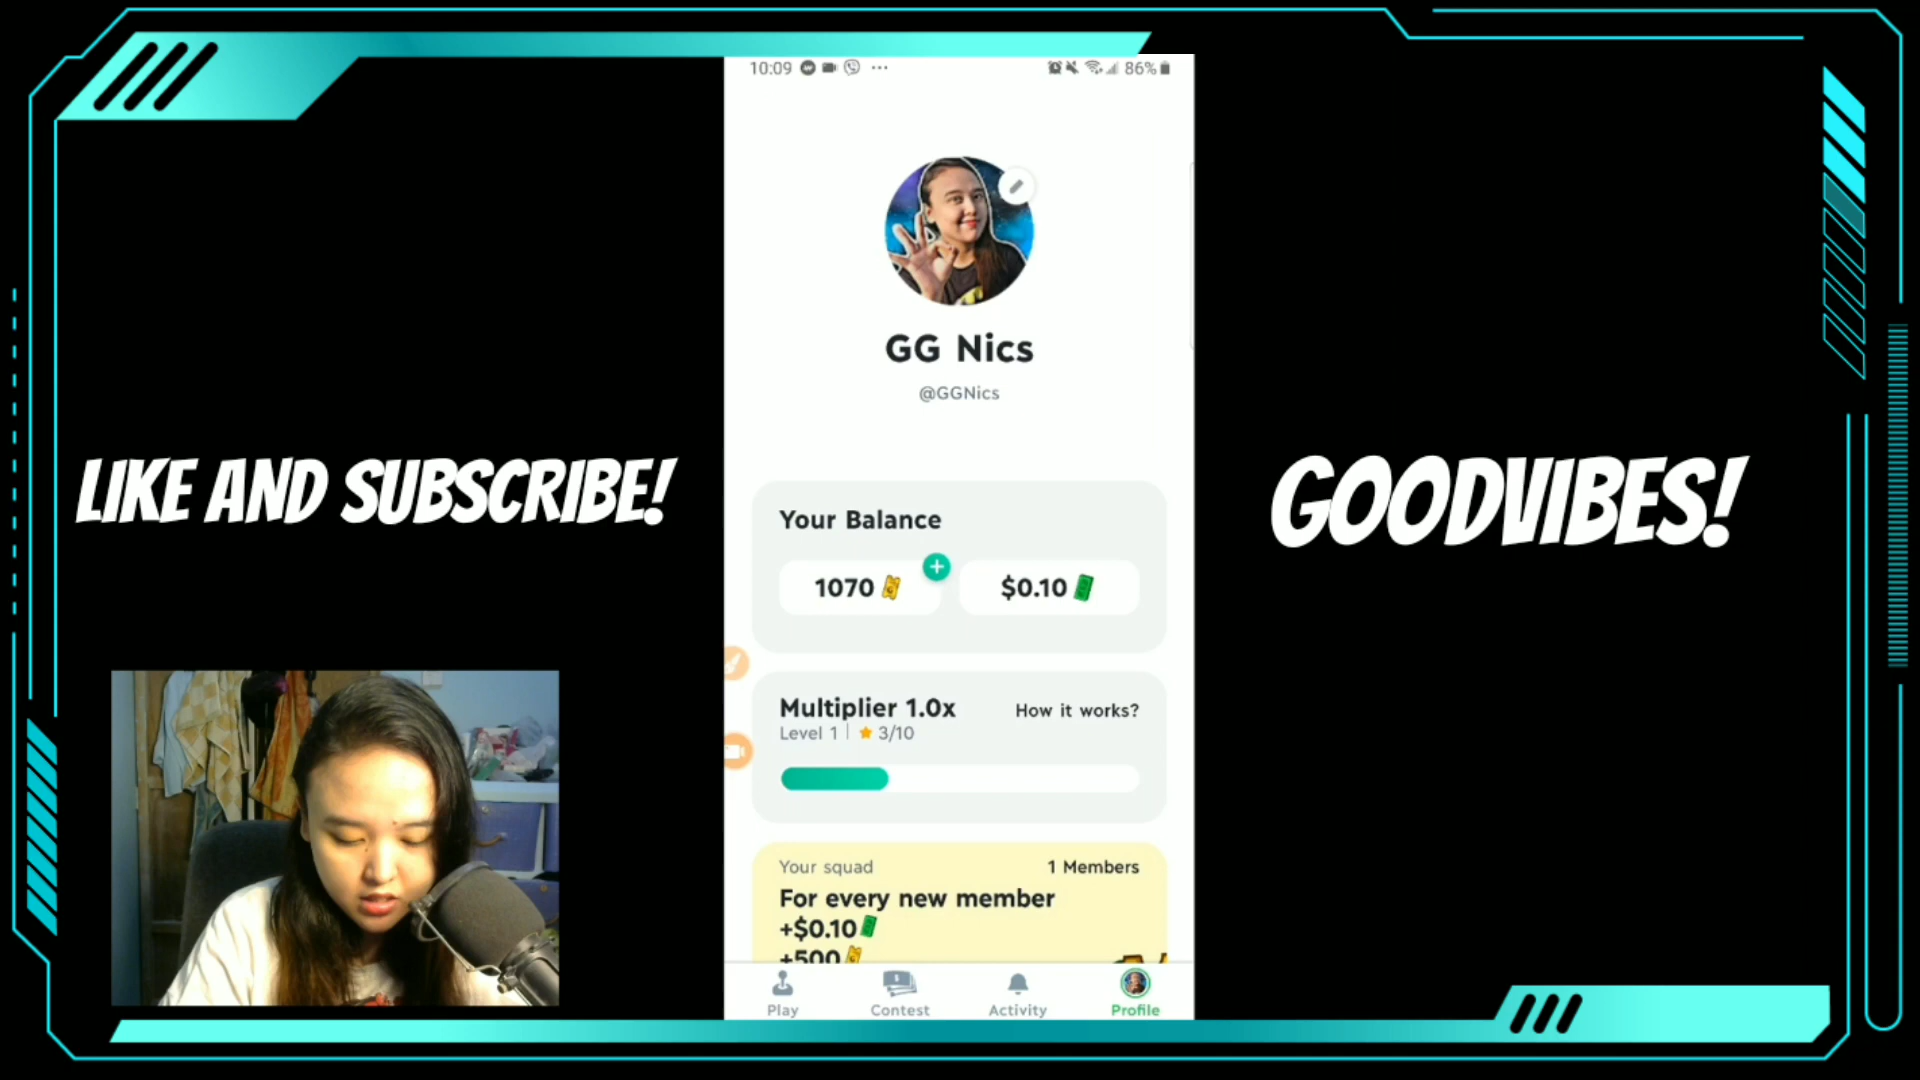 10:09
86%
GG Nics
@GGNics
LIKE AND SUBSCRIBE!
GOODVIBES!
Your Balance
1070
$0.10
Multiplier 1.0x
How it works?
Level 1 | 3/10
Your squad
1 Members
For every new member
+$0.10
+500
Play
Contest
Activity
Profile